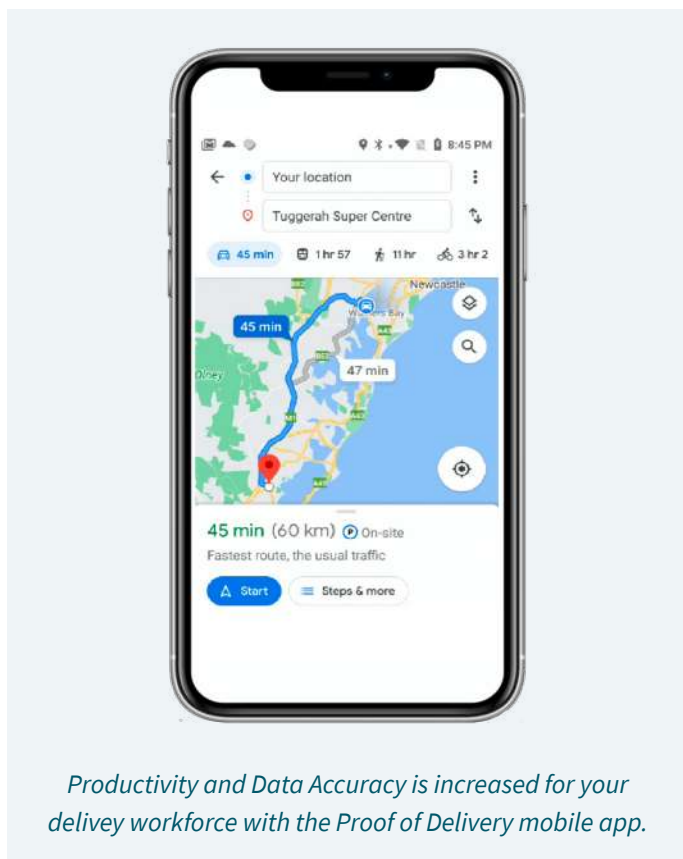 8:45 PM
Your location
Tuggerah Super Centre
45 min 1 hr 57 11 hr 3 hr 2
Newcastle
45 min
47 min
Olney
M1
45 min (60 km) P On-site
Fastest route, the usual traffic
Start Steps & more
Productivity and Data Accuracy is increased for your
delivey workforce with the Proof of Delivery mobile app.